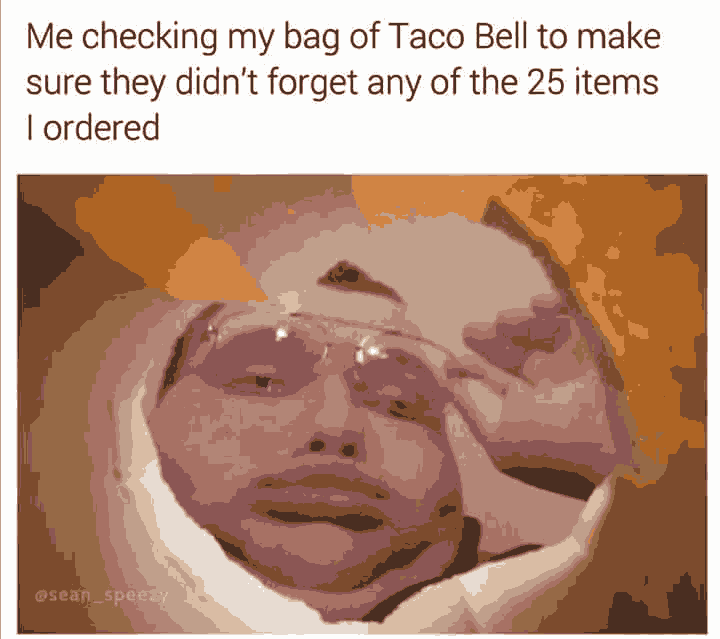 Me checking my bag of Taco Bell to make
sure they didn't forget any of the 25 items
I ordered
@sean_speezy